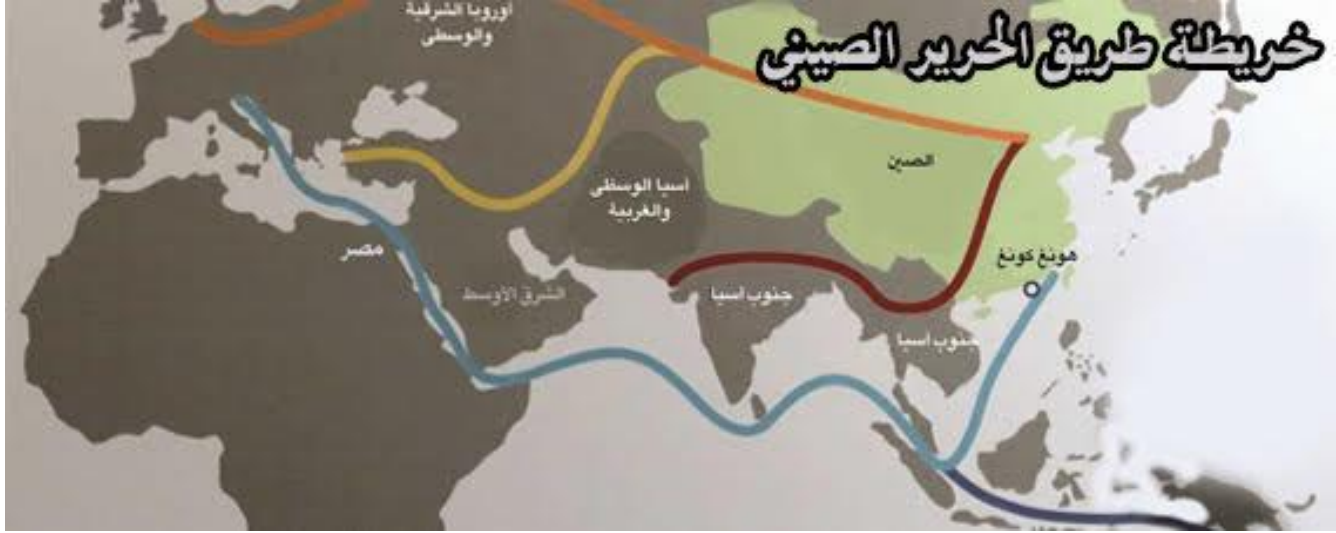 خريطة طريق الحرير الصيني
أوروبا الشرقية
والوسطى
الصين
آسيا الوسطى
والغربية
مصر
هونغ كونغ
الشرق الأوسط
جنوب آسيا
جنوب آسيا